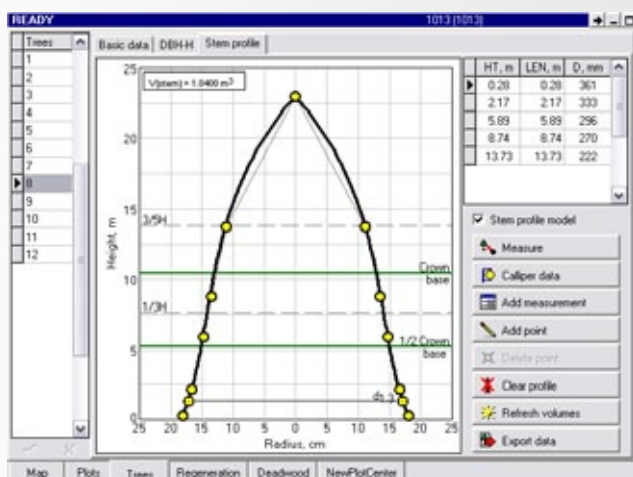 READY 1013 (1013)
Trees
1
2
3
4
5
6
7
8
9
10
11
12
Basic data DBH-H Stem profile
V(stem) = 1.0400 m3
25
20
15
10
5
0
Height, m
3/5H
Crown
base
1/3H
1/2 Crown
base
d1.3
25 20 15 10 5 0 5 10 15 20 25
Radius, cm
HT, m LEN, m D, mm
0.28 0.28 361
2.17 2.17 333
5.89 5.89 296
8.74 8.74 270
13.73 13.73 222
Stem profile model
Measure
Calliper data
Add measurement
Add point
Delete point
Clear profile
Refresh volumes
Export data
Map Plots Trees Regeneration Deadwood NewPlotCenter